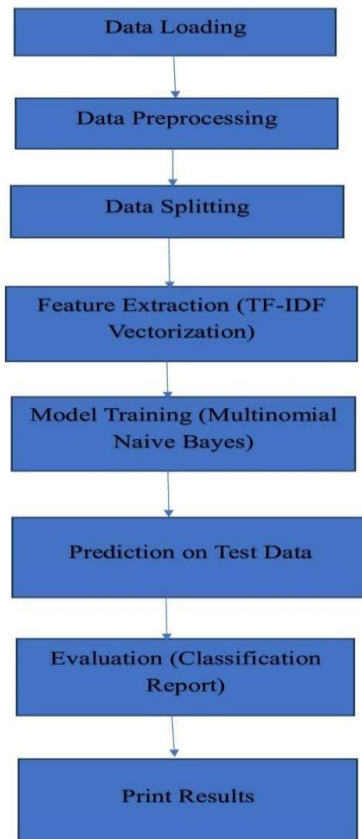 Data Loading
Data Preprocessing
Data Splitting
Feature Extraction (TF-IDF
Vectorization)
Model Training (Multinomial
Naive Bayes)
Prediction on Test Data
Evaluation (Classification
Report)
Print Results